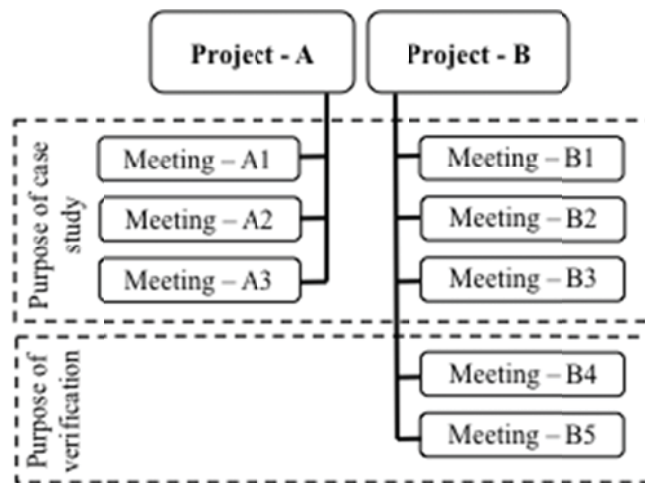 Project - A
Project - B
Purpose of case
study
Meeting – A1
Meeting – A2
Meeting – A3
Meeting – B1
Meeting – B2
Meeting – B3
Purpose of
verification
Meeting – B4
Meeting – B5